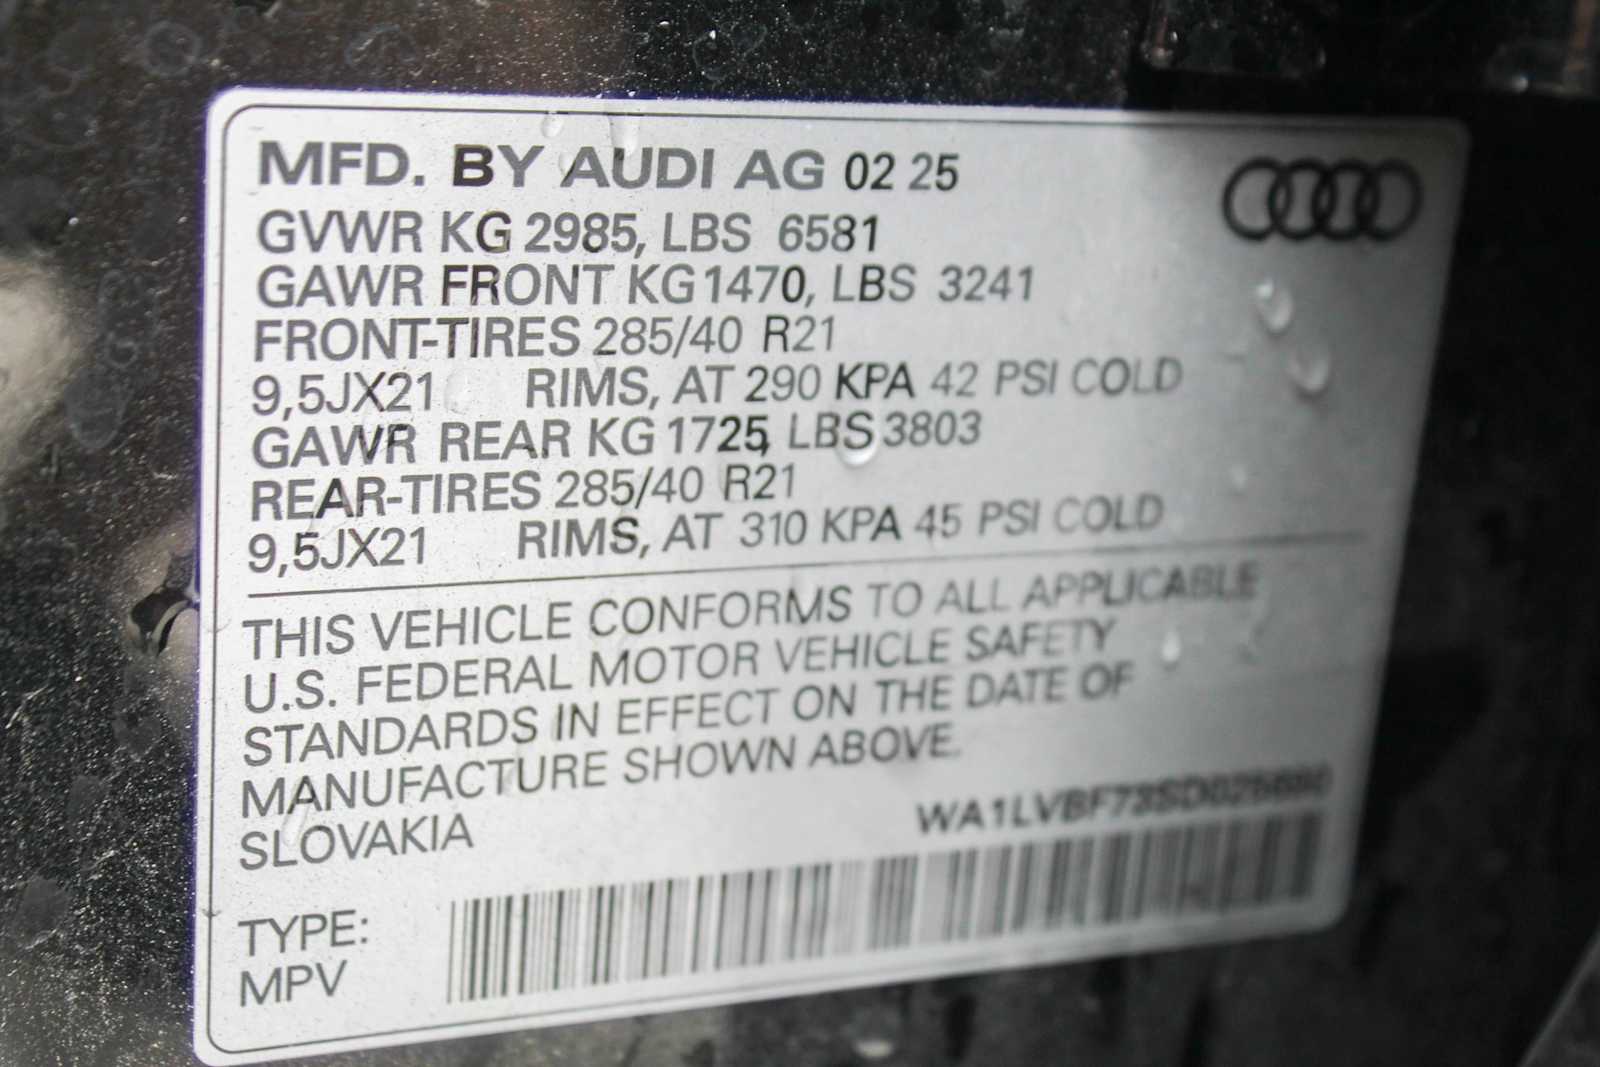 MFD. BY AUDI AG 02 25
GVWR KG 2985, LBS 6581
GAWR FRONT KG 1470, LBS 3241
FRONT-TIRES 285/40 R21
9,5JX21 RIMS, AT 290 KPA 42 PSI COLD
GAWR REAR KG 1725, LBS 3803
REAR-TIRES 285/40 R21
9,5JX21 RIMS, AT 310 KPA 45 PSI COLD
THIS VEHICLE CONFORMS TO ALL APPLICABLE
U.S. FEDERAL MOTOR VEHICLE SAFETY
STANDARDS IN EFFECT ON THE DATE OF
MANUFACTURE SHOWN ABOVE.
SLOVAKIA
TYPE:
MPV